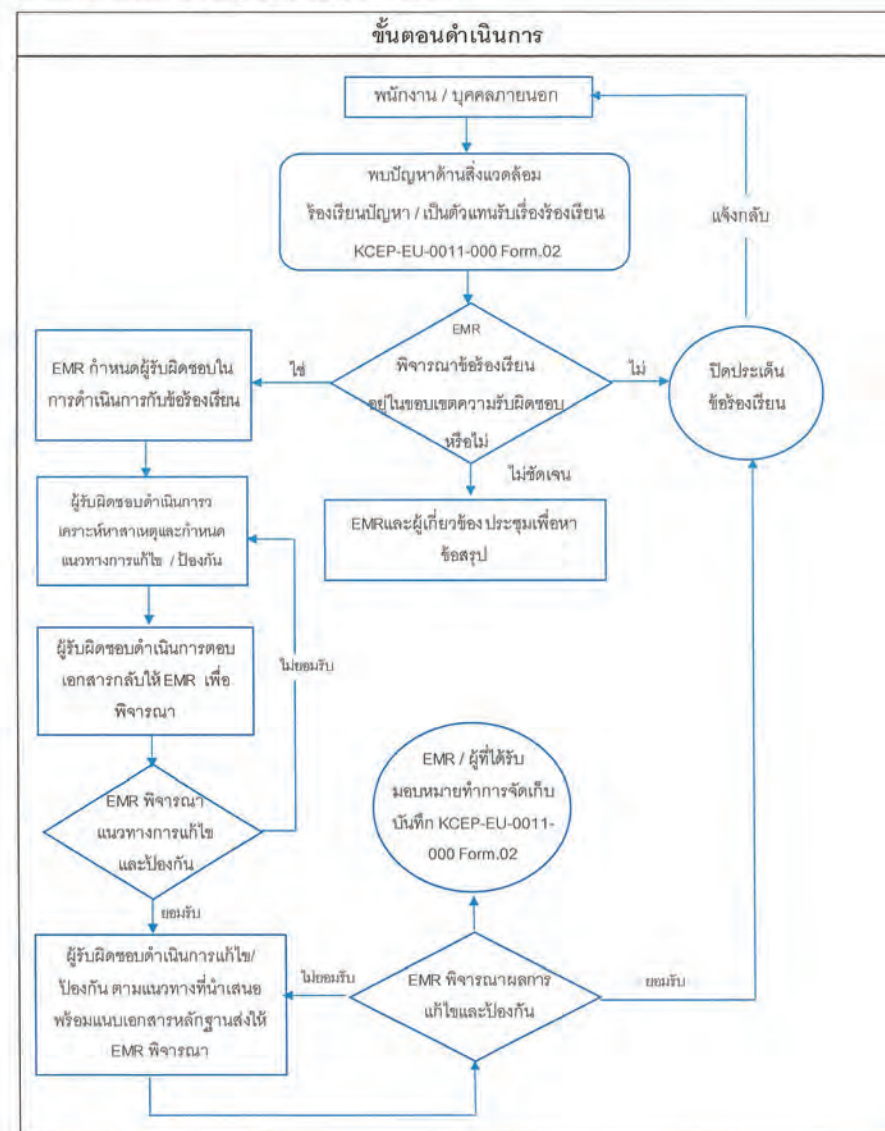 ขั้นตอนดำเนินการ
พนักงาน / บุคคลภายนอก
พบปัญหาด้านสิ่งแวดล้อม
ร้องเรียนปัญหา / เป็นตัวแทนรับเรื่องร้องเรียน
KCEP-EU-0011-000 Form.02
แจ้งกลับ
EMR
พิจารณาข้อร้องเรียน
อยู่ในขอบเขตความรับผิดชอบ
หรือไม่
ใช่
ไม่
ไม่ชัดเจน
EMR กำหนดผู้รับผิดชอบใน
การดำเนินการกับข้อร้องเรียน
ปิดประเด็น
ข้อร้องเรียน
EMRและผู้เกี่ยวข้อง ประชุมเพื่อหา
ข้อสรุป
ผู้รับผิดชอบดำเนินการว
เคราะห์หาสาเหตุและกำหนด
แนวทางการแก้ไข / ป้องกัน
ผู้รับผิดชอบดำเนินการตอบ
เอกสารกลับให้ EMR เพื่อ
พิจารณา
ไม่ยอมรับ
EMR พิจารณา
แนวทางการแก้ไข
และป้องกัน
ยอมรับ
EMR / ผู้ที่ได้รับ
มอบหมายทำการจัดเก็บ
บันทึก KCEP-EU-0011-
000 Form.02
ผู้รับผิดชอบดำเนินการแก้ไข/
ป้องกัน ตามแนวทางที่นำเสนอ
พร้อมแนบเอกสารหลักฐานส่งให้
EMR พิจารณา
ไม่ยอมรับ
EMR พิจารณาผลการ
แก้ไขและป้องกัน
ยอมรับ